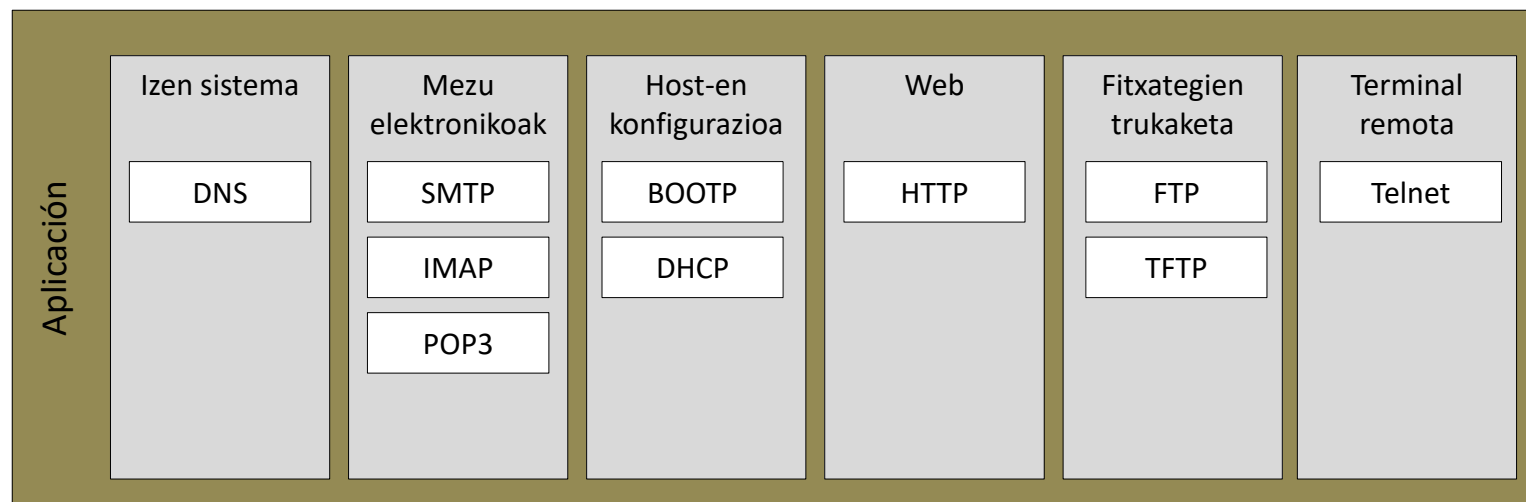 Aplicación
Izen sistema
DNS
Mezu
elektronikoak
SMTP
IMAP
POP3
Host-en
konfigurazioa
BOOTP
DHCP
Web
HTTP
Fitxategien
trukaketa
FTP
TFTP
Terminal
remota
Telnet